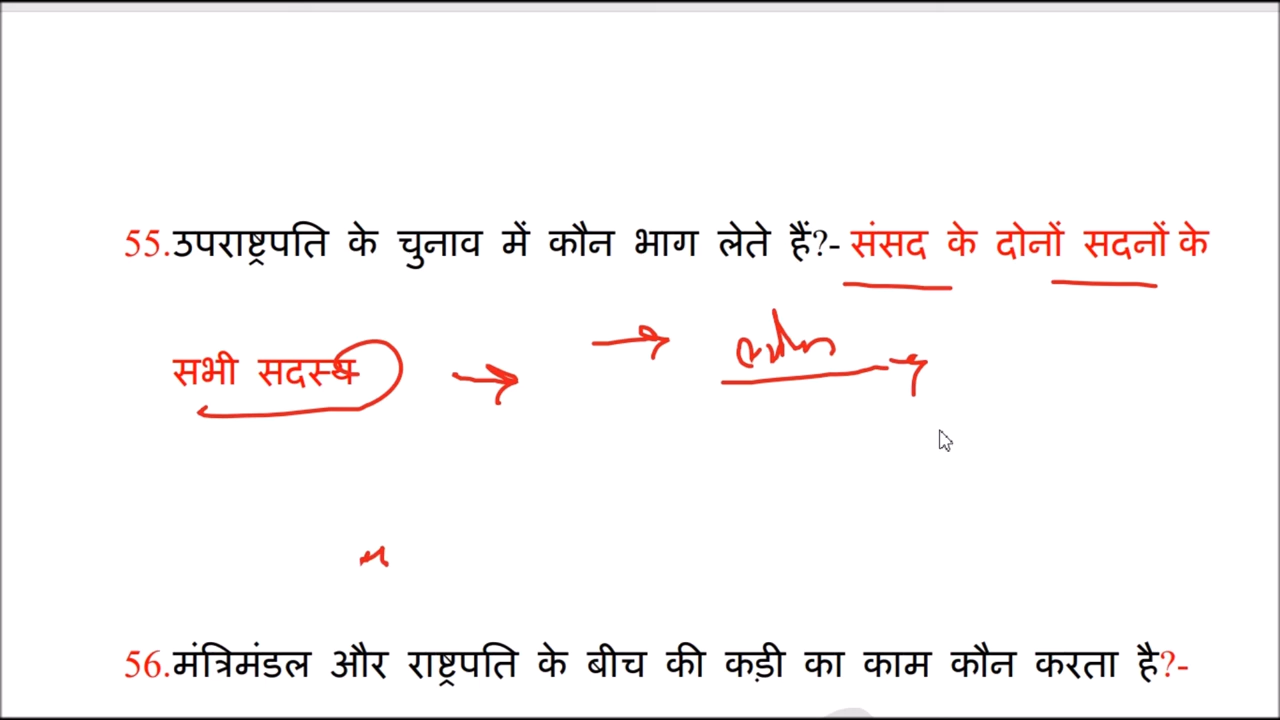 55.उपराष्ट्रपति के चुनाव में कौन भाग लेते हैं?- संसद के दोनों सदनों के
सभी सदस्य
56.मंत्रिमंडल और राष्ट्रपति के बीच की कड़ी का काम कौन करता है?-